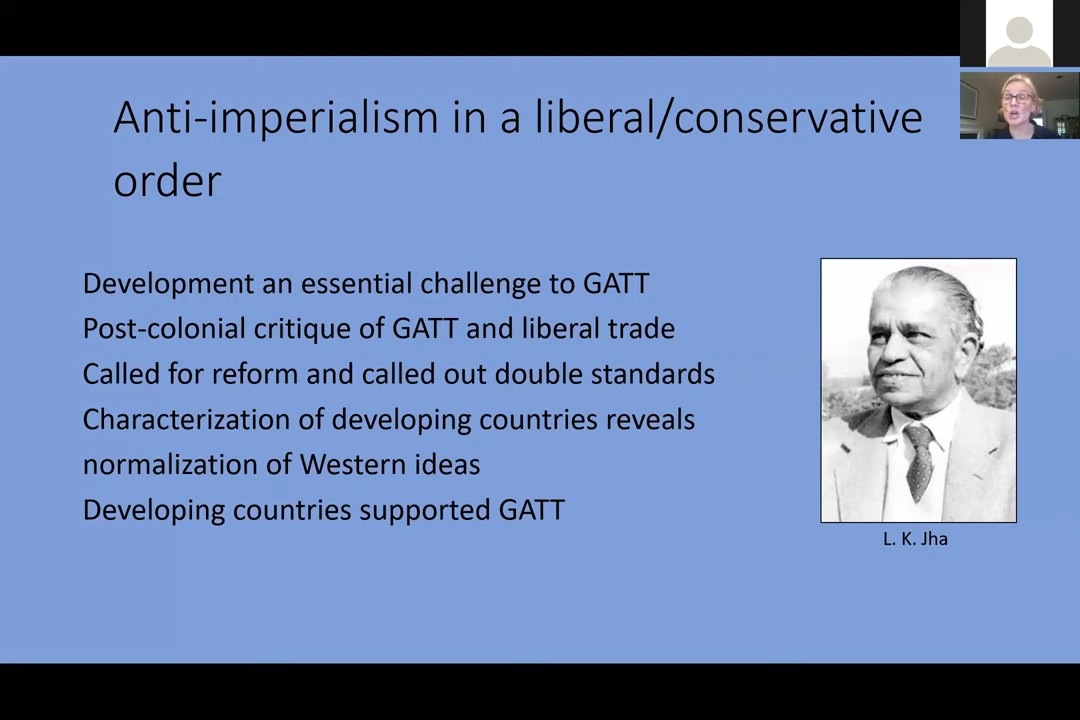 Anti-imperialism in a liberal/conservative
order
Development an essential challenge to GATT
Post-colonial critique of GATT and liberal trade
Called for reform and called out double standards
Characterization of developing countries reveals
normalization of Western ideas
Developing countries supported GATT
L. K. Jha